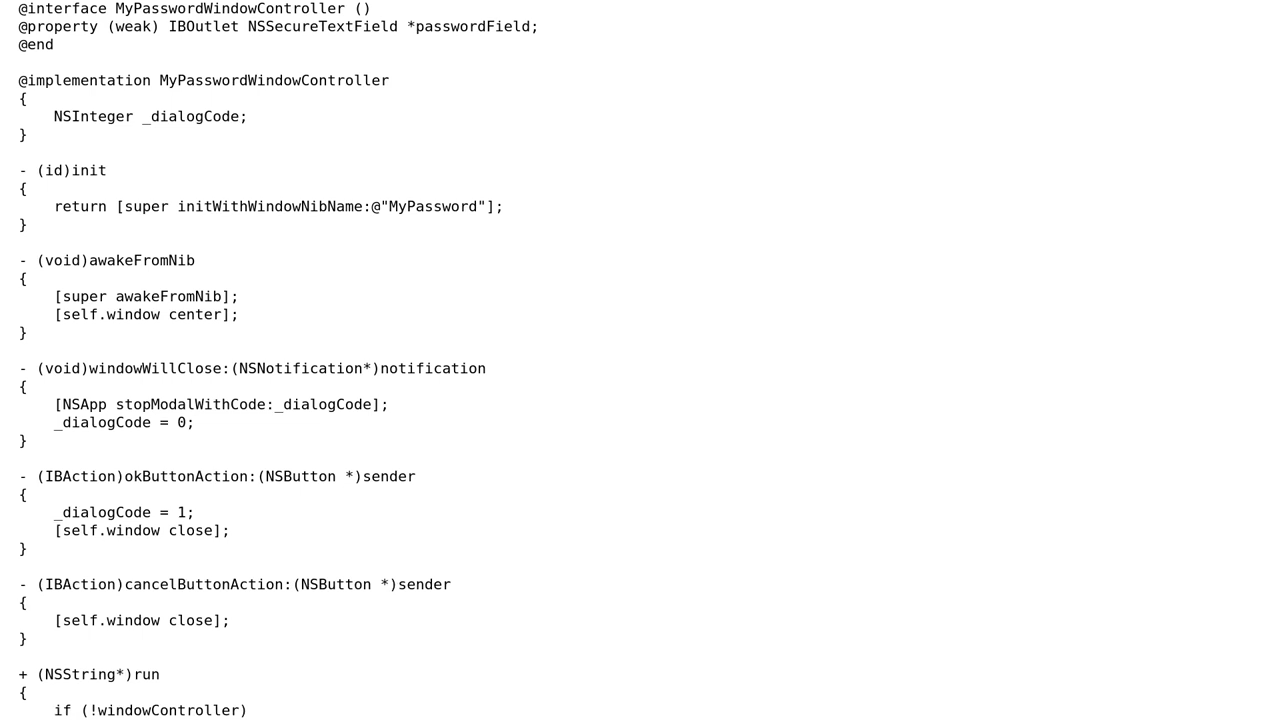 @interface MyPasswordWindowController ()
@property (weak) IBOutlet NSSecureTextField *passwordField;
@end

@implementation MyPasswordWindowController
{
    NSInteger _dialogCode;
}

- (id)init
{
    return [super initWithWindowNibName:@"MyPassword"];
}

- (void)awakeFromNib
{
    [super awakeFromNib];
    [self.window center];
}

- (void)windowWillClose:(NSNotification*)notification
{
    [NSApp stopModalWithCode:_dialogCode];
    _dialogCode = 0;
}

- (IBAction)okButtonAction:(NSButton *)sender
{
    _dialogCode = 1;
    [self.window close];
}

- (IBAction)cancelButtonAction:(NSButton *)sender
{
    [self.window close];
}

+ (NSString*)run
{
    if (!windowController)